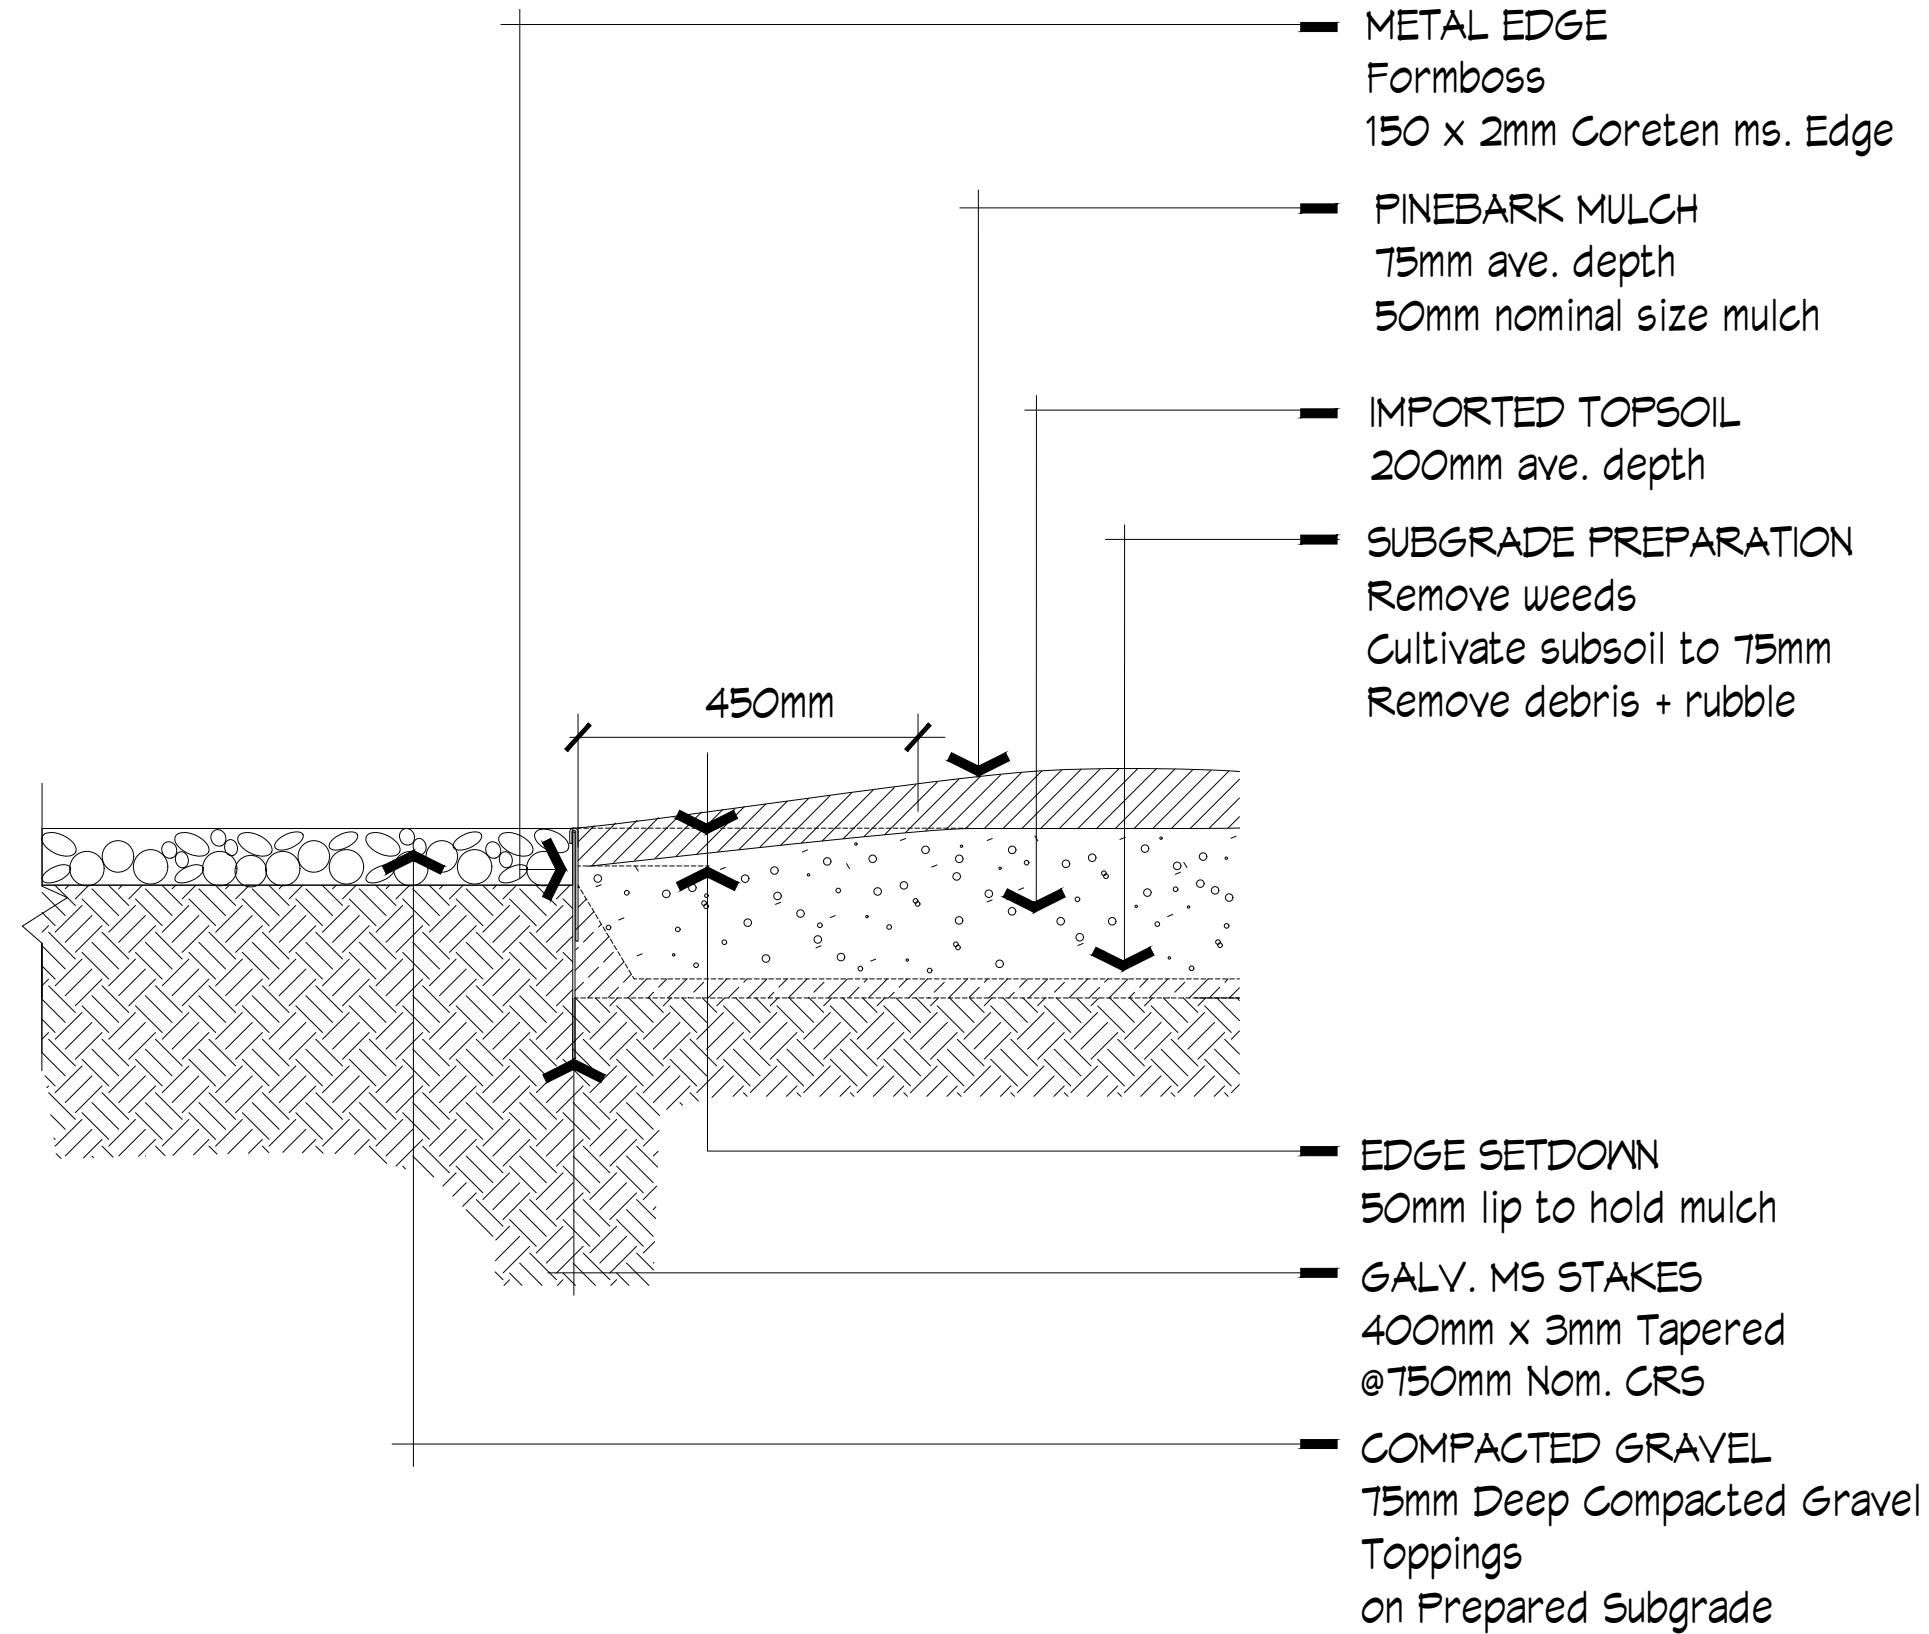 METAL EDGE
Formboss
150 x 2mm Coreten ms. Edge
PINEBARK MULCH
75mm ave. depth
50mm nominal size mulch
IMPORTED TOPSOIL
200mm ave. depth
SUBGRADE PREPARATION
Remove weeds
Cultivate subsoil to 75mm
Remove debris + rubble
450mm
EDGE SETDOWN
50mm lip to hold mulch
GALV. MS STAKES
400mm x 3mm Tapered
@750mm Nom. CRS
COMPACTED GRAVEL
75mm Deep Compacted Gravel
Toppings
on Prepared Subgrade